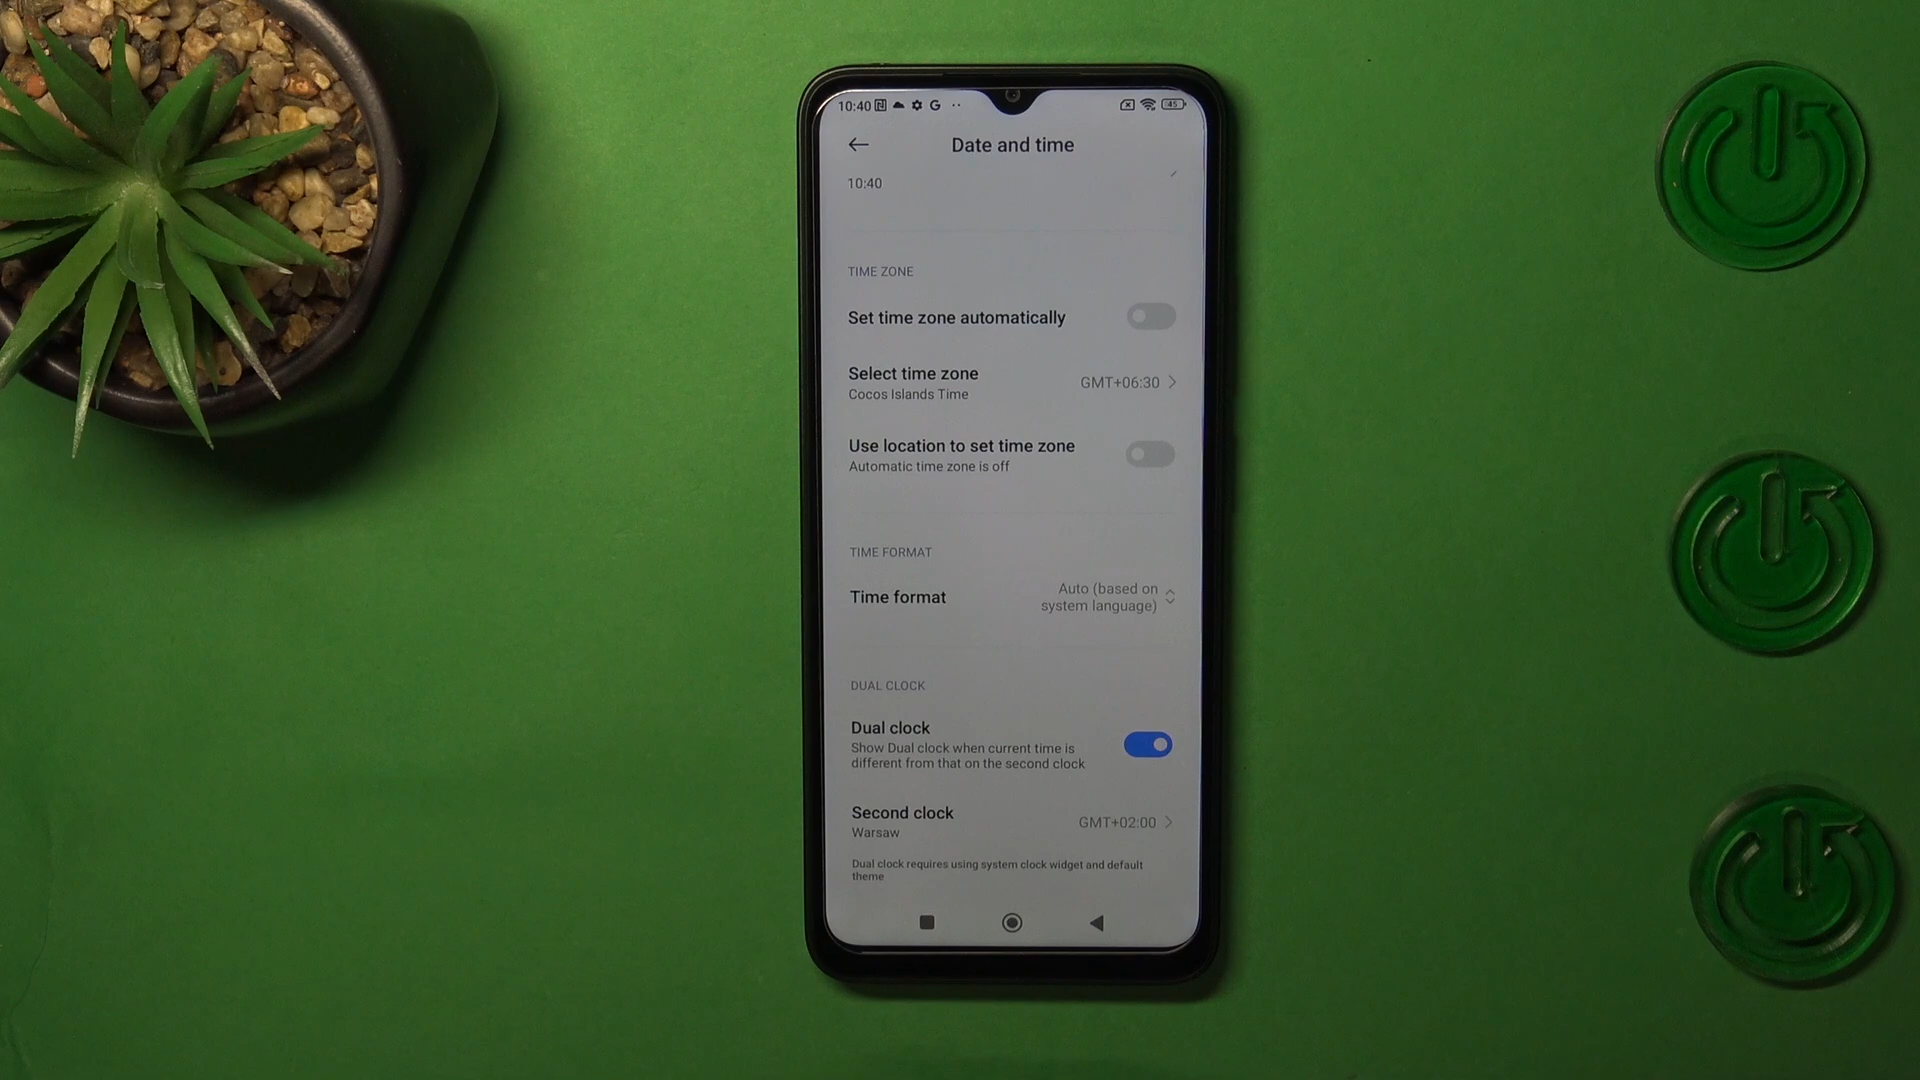 10:40
45
Date and time
10:40
TIME ZONE
Set time zone automatically
Select time zone
GMT+06:30
Cocos Islands Time
Use location to set time zone
Automatic time zone is off
TIME FORMAT
Time format
Auto (based on
system language)
DUAL CLOCK
Dual clock
Show Dual clock when current time is
different from that on the second clock
Second clock
GMT+02:00
Warsaw
Dual clock requires using system clock widget and default
theme